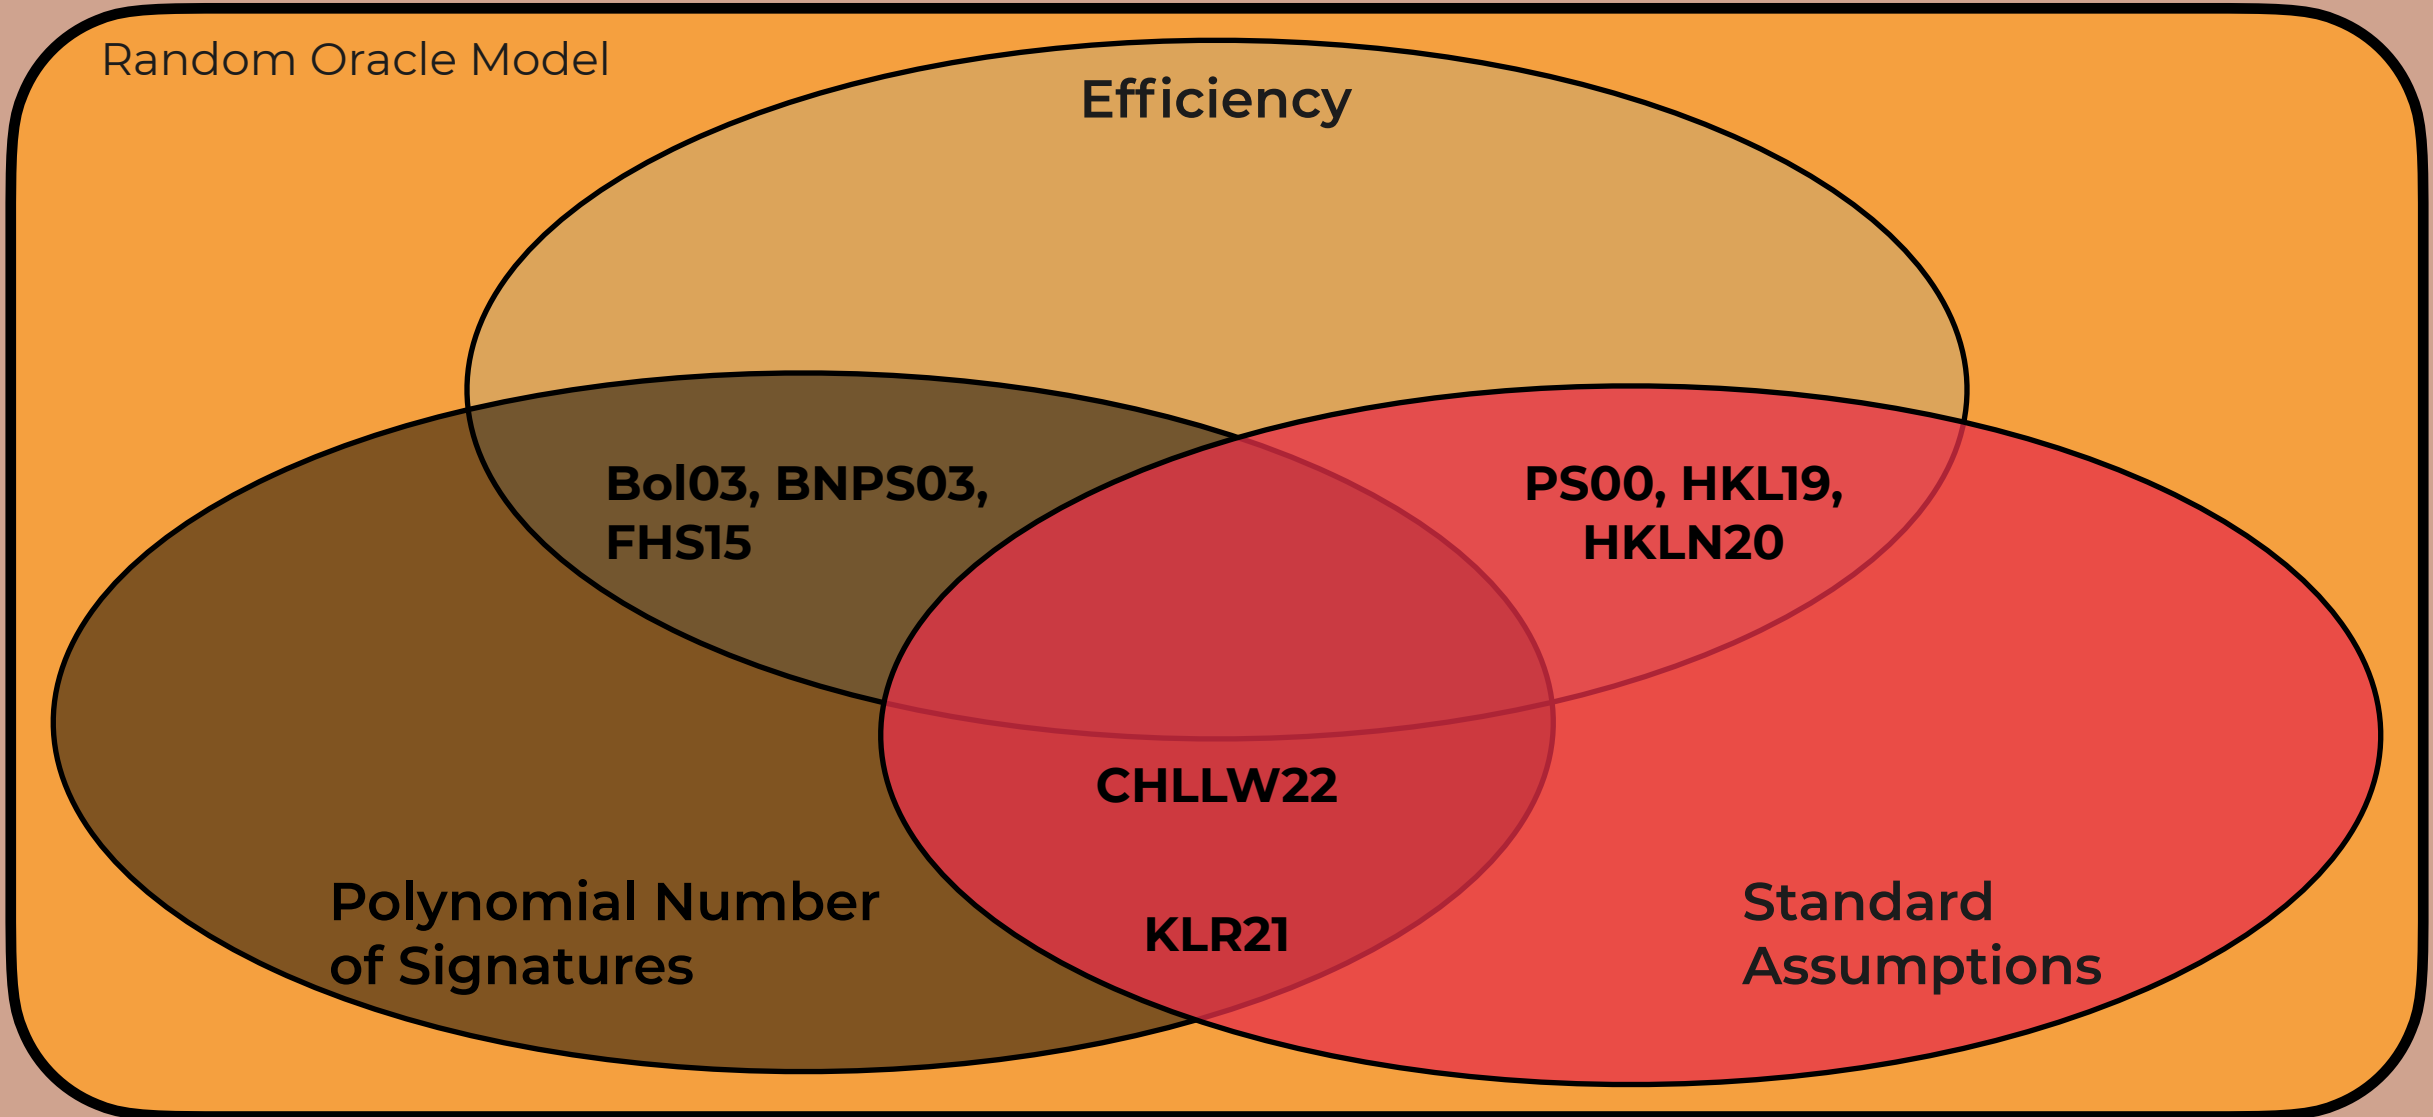 Random Oracle Model
Efficiency
Bol03, BNPS03,
FHS15
PS00, HKL19,
HKLN20
CHLLW22
KLR21
Polynomial Number
of Signatures
Standard
Assumptions